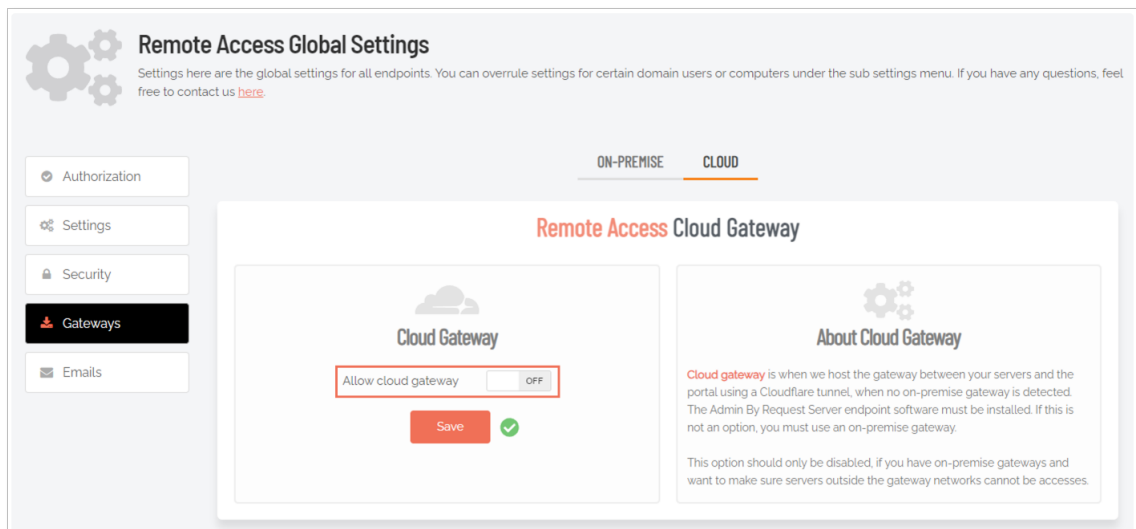 Remote Access Global Settings
Settings here are the global settings for all endpoints. You can overrule settings for certain domain users or computers under the sub settings menu. If you have any questions, feel
free to contact us here.
ON-PREMISE CLOUD
Authorization
Settings
Security
Gateways
Emails
Remote Access Cloud Gateway
Cloud Gateway
Allow cloud gateway OFF
Save
About Cloud Gateway
Cloud gateway is when we host the gateway between your servers and the
portal using a Cloudflare tunnel, when no on-premise gateway is detected.
The Admin By Request Server endpoint software must be installed. If this is
not an option, you must use an on-premise gateway.
This option should only be disabled, if you have on-premise gateways and
want to make sure servers outside the gateway networks cannot be accesses.